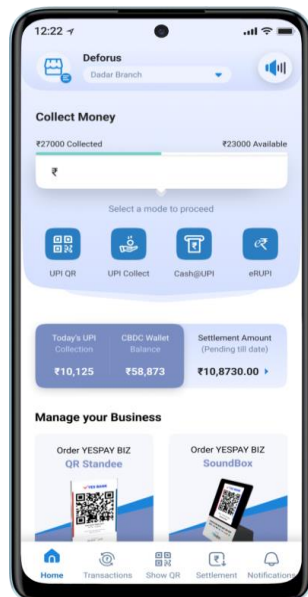 12:22
Deforus
Dadar Branch
Collect Money
₹27000 Collected ₹23000 Available
₹
Select a mode to proceed
UPI QR UPI Collect Cash@UPI eRUPI
Today's UPI CBDC Wallet Settlement Amount
Collection Balance (Pending till date)
₹10,125 ₹58,873 ₹10,8730.00
Manage your Business
Order YESPAY BIZ Order YESPAY BIZ
QR Standee SoundBox
YES BANK
Home Transactions Show QR Settlement Notifications